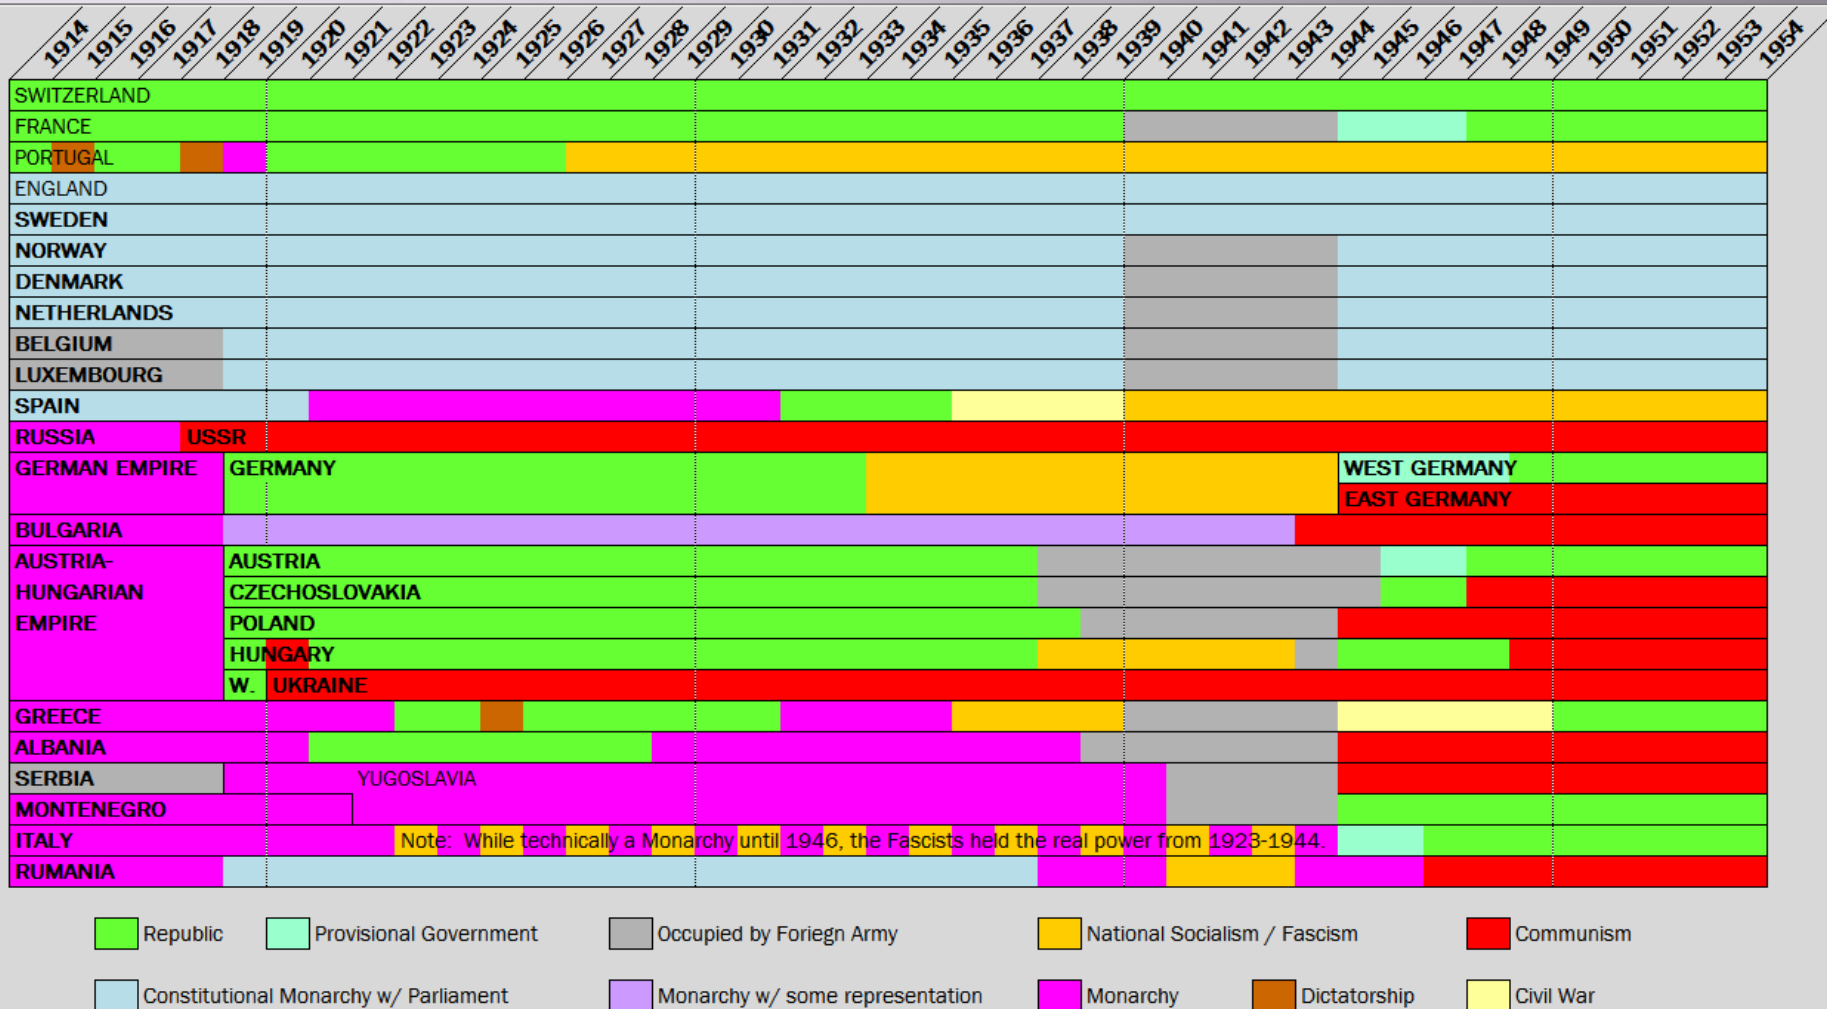 1914 1915 1916 1917 1918 1919 1920 1921 1922 1923 1924 1925 1926 1927 1928 1929 1930 1931 1932 1933 1934 1935 1936 1937 1938 1939 1940 1941 1942 1943 1944 1945 1946 1947 1948 1949 1950 1951 1952 1953 1954
SWITZERLAND
FRANCE
PORTUGAL
ENGLAND
SWEDEN
NORWAY
DENMARK
NETHERLANDS
BELGIUM
LUXEMBOURG
SPAIN
RUSSIA USSR
GERMAN EMPIRE GERMANY WEST GERMANY
EAST GERMANY
BULGARIA
AUSTRIA- AUSTRIA
HUNGARIAN CZECHOSLOVAKIA
EMPIRE POLAND
HUNGARY
W. UKRAINE
GREECE
ALBANIA
SERBIA YUGOSLAVIA
MONTENEGRO
ITALY Note: While technically a Monarchy until 1946, the Fascists held the real power from 1923-1944.
RUMANIA
Republic Provisional Government Occupied by Foriegn Army National Socialism / Fascism Communism
Constitutional Monarchy w/ Parliament Monarchy w/ some representation Monarchy Dictatorship Civil War